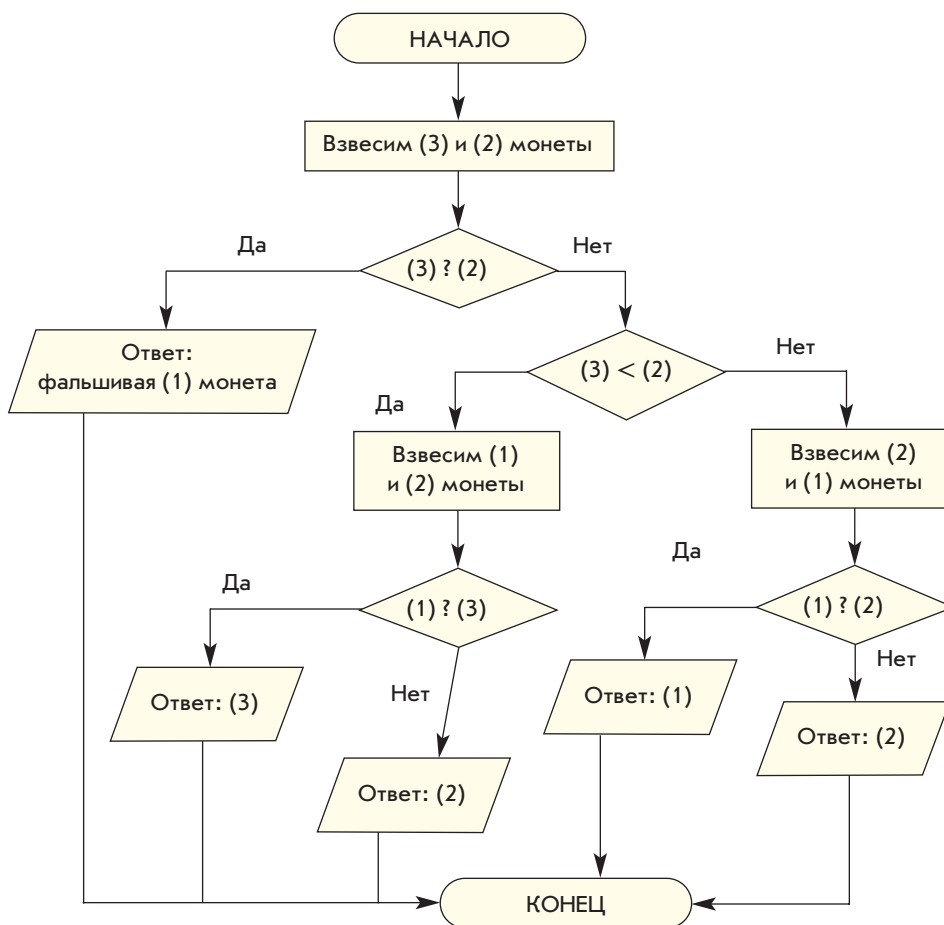 НАЧАЛО
Взвесим (3) и (2) монеты
Да
Нет
(3) ? (2)
Ответ:
фальшивая (1) монета
(3) < (2)
Нет
Да
Взвесим (1)
и (2) монеты
Взвесим (2)
и (1) монеты
Да
Да
(1) ? (3)
(1) ? (2)
Нет
Ответ: (3)
Нет
Ответ: (1)
Ответ: (2)
Ответ: (2)
КОНЕЦ